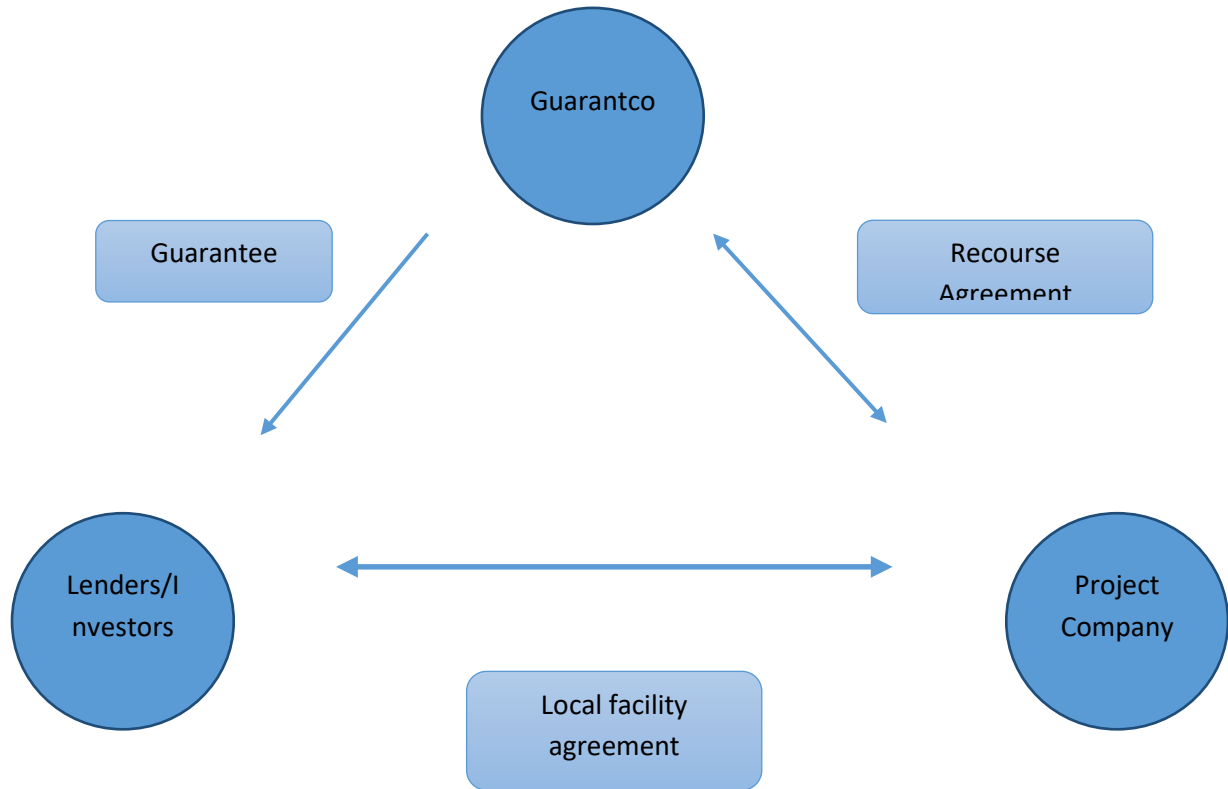 Guarantco
Guarantee
Recourse
Agreement
Lenders/I
nvestors
Project
Company
Local facility
agreement